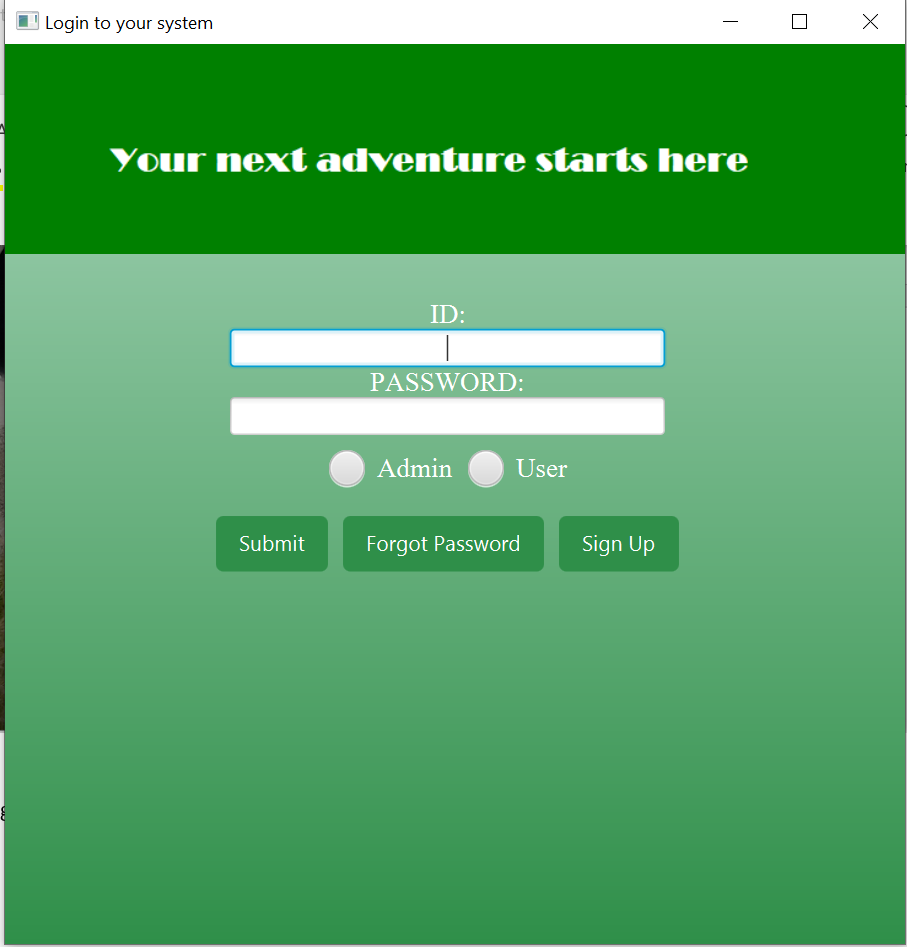 Login to your system
Your next adventure starts here
ID:
PASSWORD:
Admin User
Submit Forgot Password Sign Up